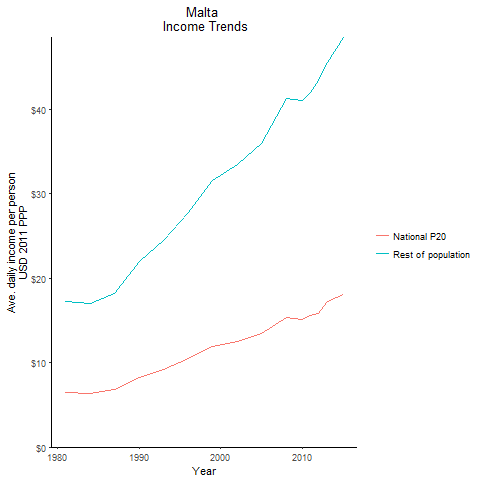 Malta
Income Trends
Ave. daily income per person
USD 2011 PPP
$40
$30
$20
$10
$0
1980
1990
2000
2010
Year
National P20
Rest of population